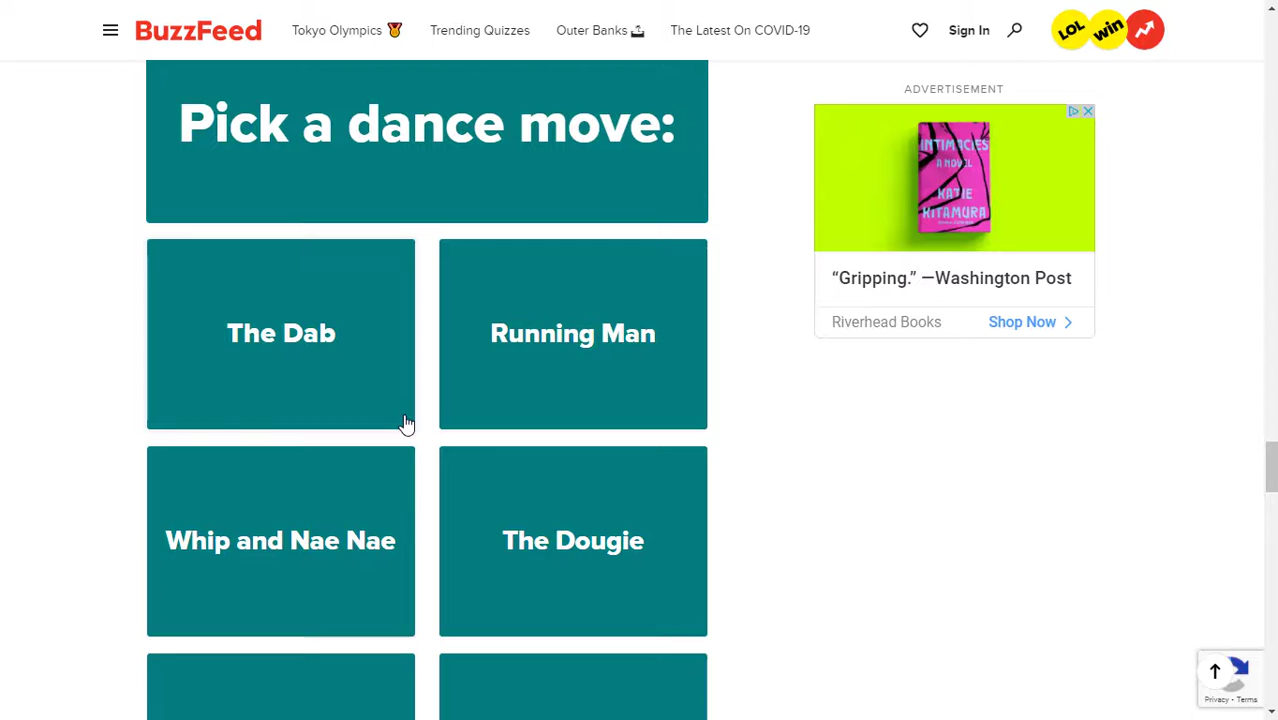 BuzzFeed
Tokyo Olympics
Trending Quizzes
Outer Banks
The Latest On COVID-19
Sign In
LOL
win
Pick a dance move:
The Dab
Running Man
Whip and Nae Nae
The Dougie
ADVERTISEMENT
INTIMACIES
A NOVEL
KATIE
KITAMURA
“Gripping.” —Washington Post
Riverhead Books
Shop Now
Privacy - Terms